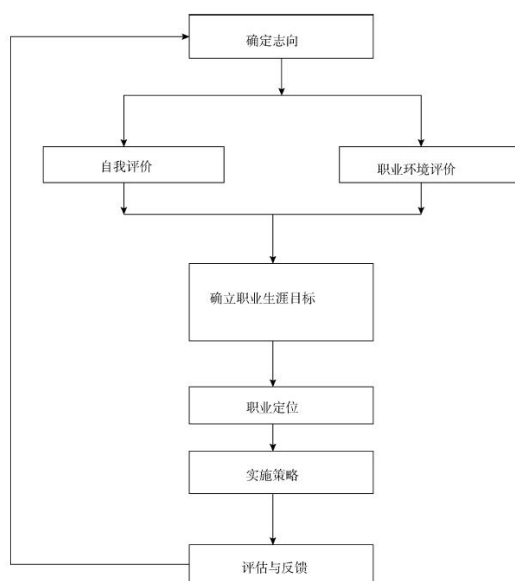 确定志向
自我评价
职业环境评价
确立职业生涯目标
职业定位
实施策略
评估与反馈